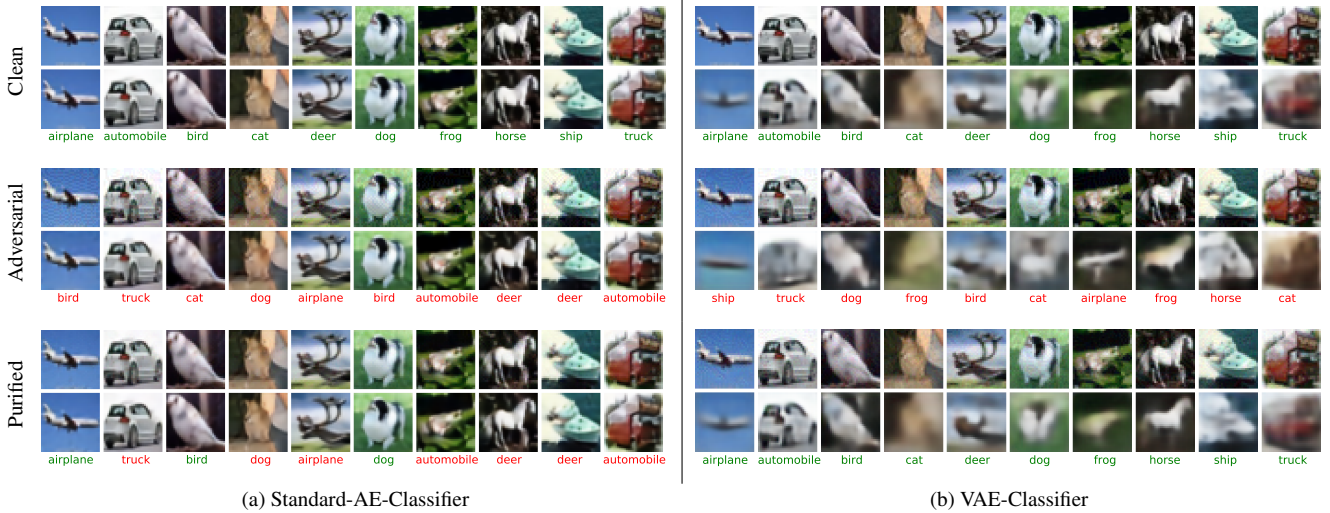 Clean
airplane automobile bird cat deer dog frog horse ship truck
airplane automobile bird cat deer dog frog horse ship truck
Adversarial
bird truck cat dog airplane bird automobile deer deer automobile
ship truck dog frog bird cat airplane frog horse cat
Purified
airplane truck bird dog airplane dog automobile deer deer automobile
airplane automobile bird cat deer dog frog horse ship truck
(a) Standard-AE-Classifier
(b) VAE-Classifier